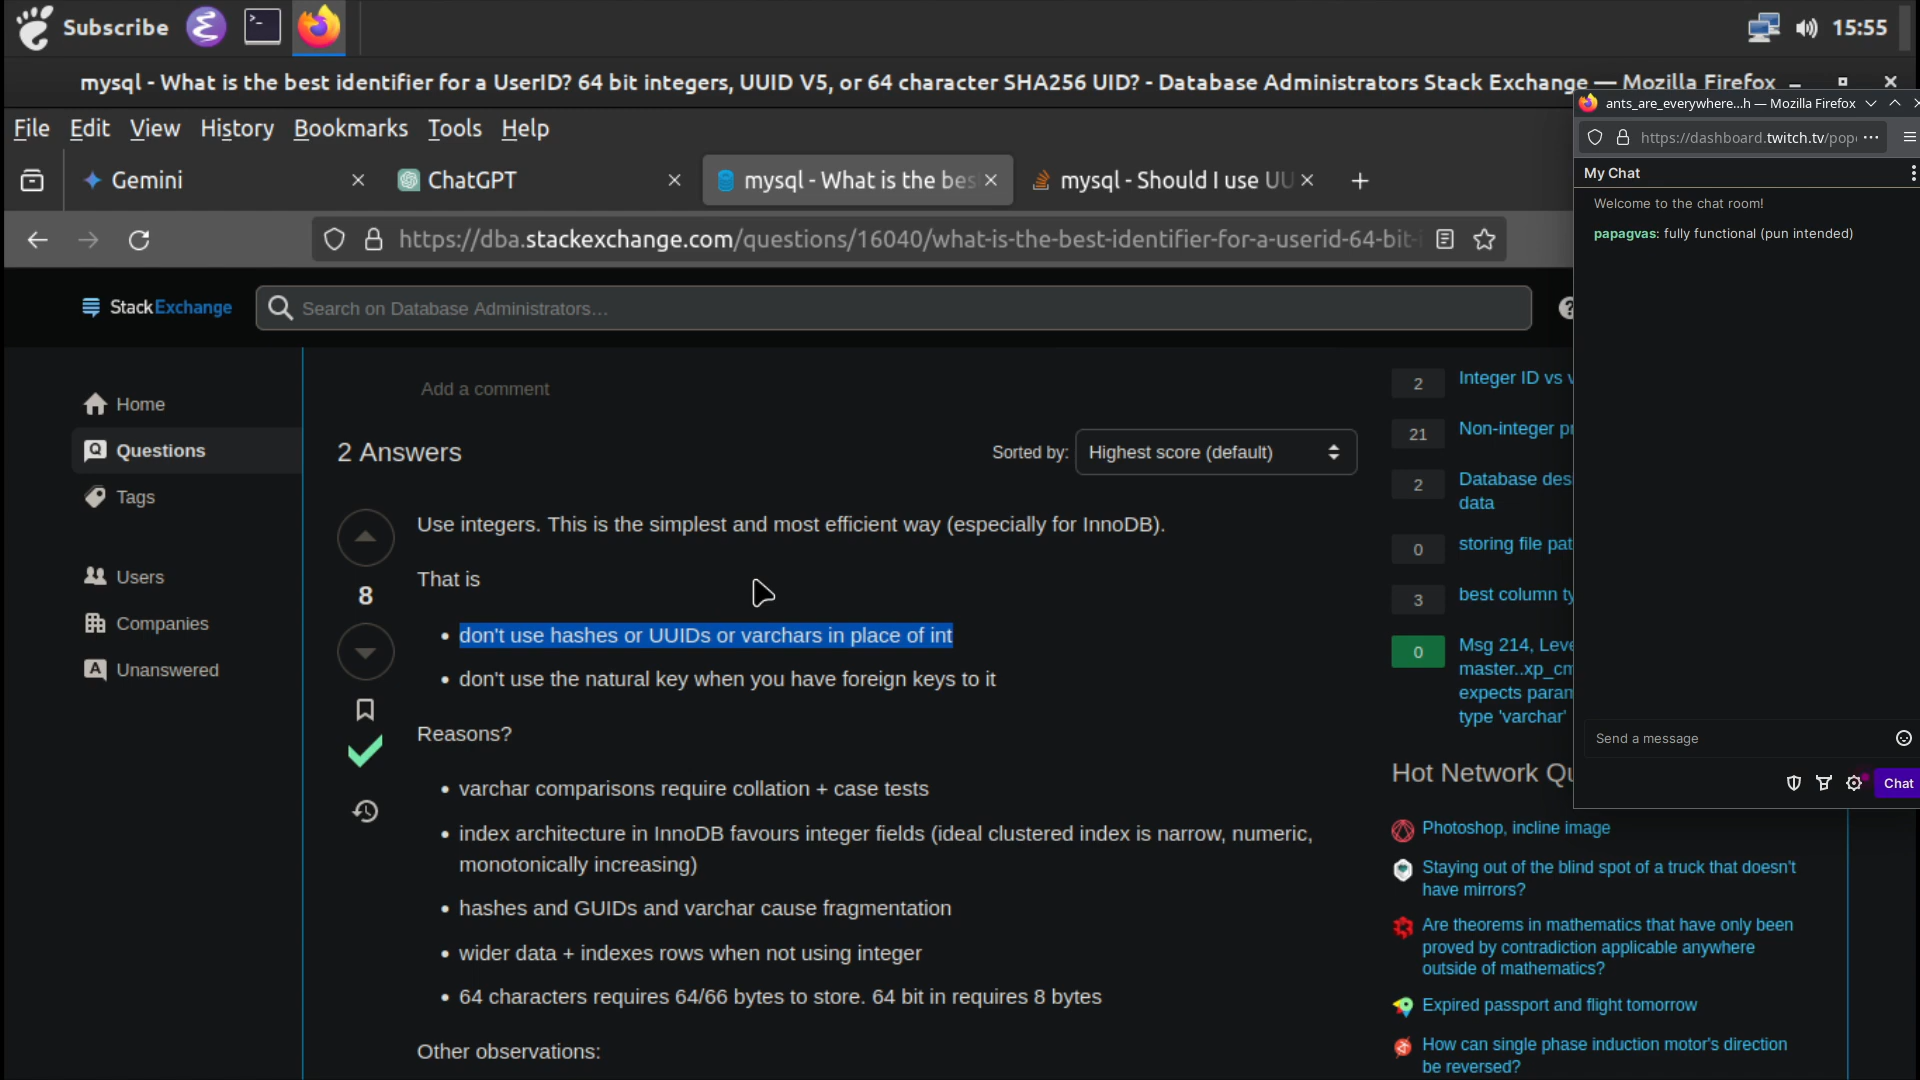 Subscribe
15:55
mysql - What is the best identifier for a UserID? 64 bit integers, UUID V5, or 64 character SHA256 UID? - Database Administrators Stack Exchange — Mozilla Firefox
File Edit View History Bookmarks Tools Help
Gemini
ChatGPT
mysql - What is the bes
mysql - Should I use UU
https://dba.stackexchange.com/questions/16040/what-is-the-best-identifier-for-a-userid-64-bit-
StackExchange
Search on Database Administrators…
Home
Questions
Tags
Users
Companies
Unanswered
Add a comment
2 Answers
Sorted by:
Highest score (default)
8
Use integers. This is the simplest and most efficient way (especially for InnoDB).
That is
• don't use hashes or UUIDs or varchars in place of int
• don't use the natural key when you have foreign keys to it
Reasons?
• varchar comparisons require collation + case tests
• index architecture in InnoDB favours integer fields (ideal clustered index is narrow, numeric,
monotonically increasing)
• hashes and GUIDs and varchar cause fragmentation
• wider data + indexes rows when not using integer
• 64 characters requires 64/66 bytes to store. 64 bit in requires 8 bytes
Other observations:
2 Integer ID vs
21 Non-integer
2 Database des
data
0 storing file pat
3 best column
0 Msg 214, Leve
master..xp_cm
expects param
type 'varchar'
Hot Network
Photoshop, incline image
Staying out of the blind spot of a truck that doesn't
have mirrors?
Are theorems in mathematics that have only been
proved by contradiction applicable anywhere
outside of mathematics?
Expired passport and flight tomorrow
How can single phase induction motor's direction
be reversed?
ants_are_everywhere...h — Mozilla Firefox
https://dashboard.twitch.tv/pop
My Chat
Welcome to the chat room!
papagvas: fully functional (pun intended)
Send a message
Chat